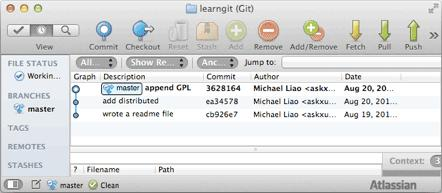 learngit (Git)
View Commit Checkout Reset Stash Add Remove Add/Remove Fetch Pull Push
All... Show Re... Anc... Jump to:
FILE STATUS
Workin...
BRANCHES
master
TAGS
REMOTES
STASHES
Graph Description Commit Author Date
master append GPL 3628164 Michael Liao <askxu... Aug 20, 20...
add distributed ea34578 Michael Liao <askxu... Aug 20, 20...
wrote a readme file cb926e7 Michael Liao <askxu... Aug 19, 20...
? Filename Path
Context: 3
master Clean Atlassian